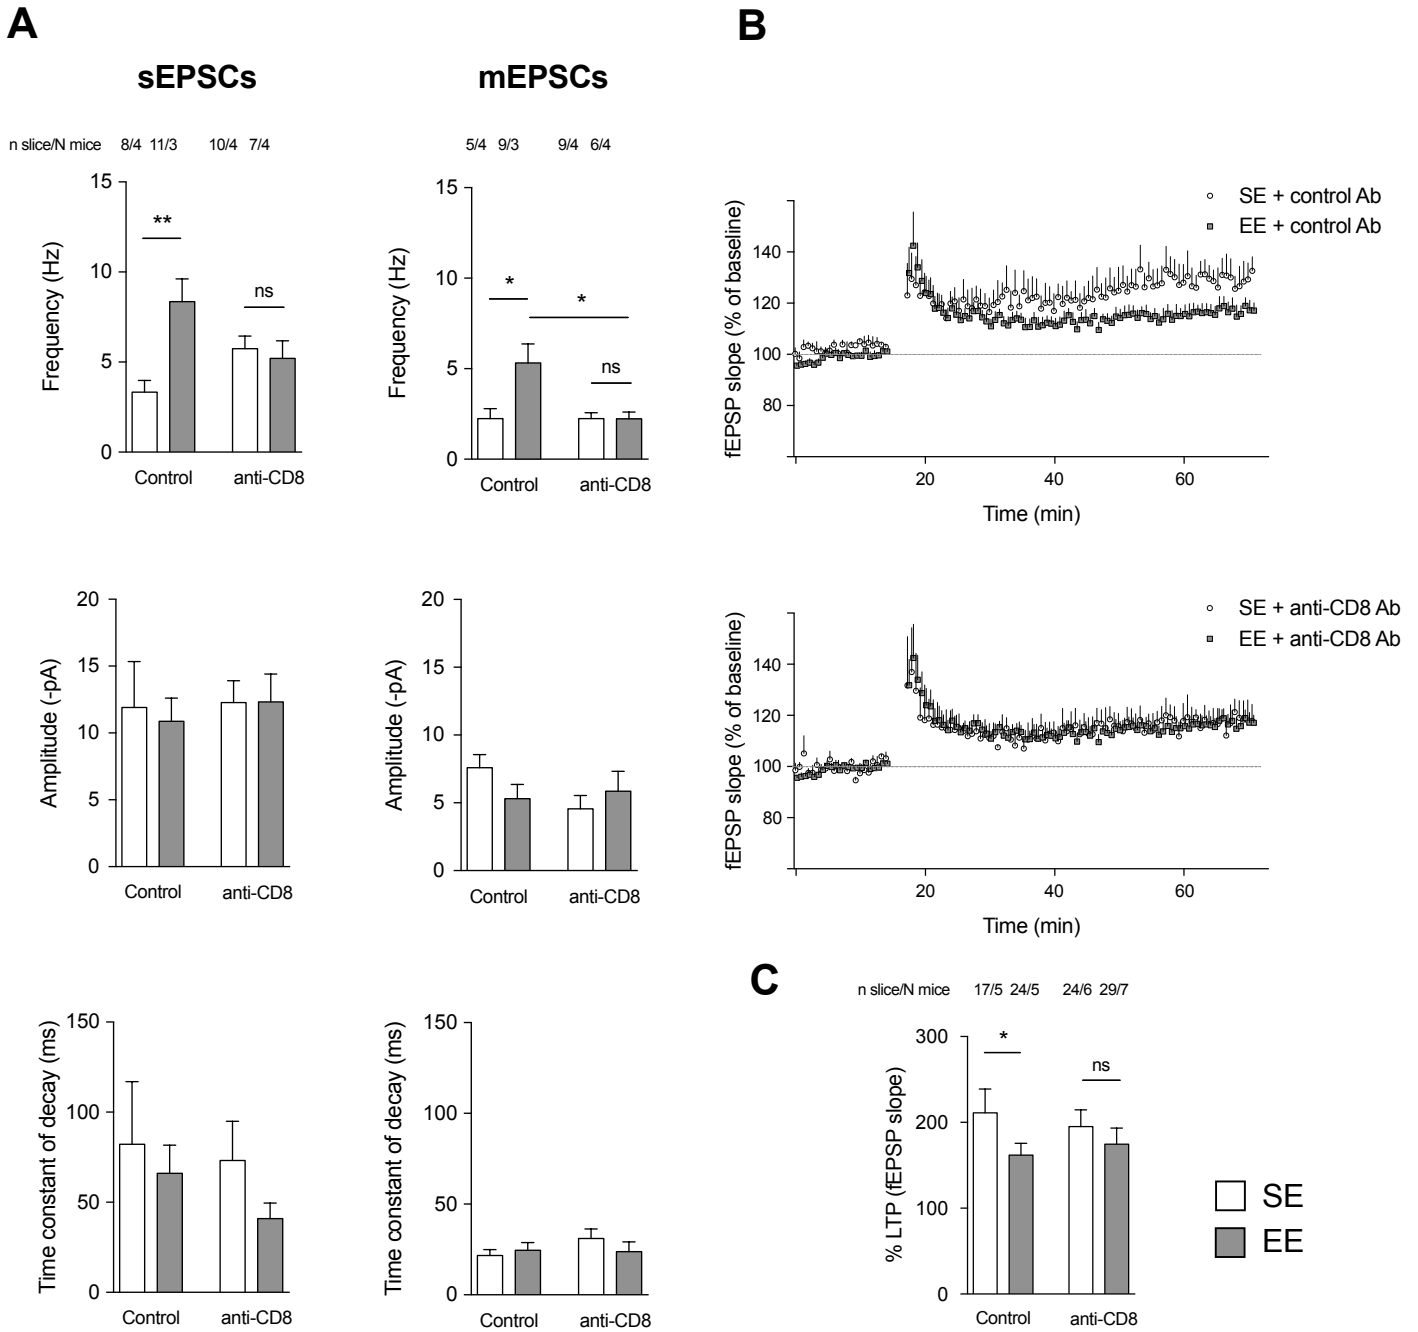 A
B
sEPSCs
mEPSCs
n slice/N mice 8/4 11/3 10/4 7/4
5/4 9/3 9/4 6/4
Frequency (Hz)
15
10
5
0
**
ns
Control
anti-CD8
Frequency (Hz)
15
10
5
0
*
*
ns
Control
anti-CD8
fEPSP slope (% of baseline)
140
120
100
80
20
40
60
Time (min)
SE + control Ab
EE + control Ab
Amplitude (-pA)
20
15
10
5
0
Control
anti-CD8
Amplitude (-pA)
20
15
10
5
0
Control
anti-CD8
fEPSP slope (% of baseline)
140
120
100
80
20
40
60
Time (min)
SE + anti-CD8 Ab
EE + anti-CD8 Ab
Time constant of decay (ms)
150
100
50
0
Control
anti-CD8
Time constant of decay (ms)
150
100
50
0
Control
anti-CD8
C
n slice/N mice 17/5 24/5 24/6 29/7
% LTP (fEPSP slope)
300
200
100
0
*
ns
Control
anti-CD8
SE
EE